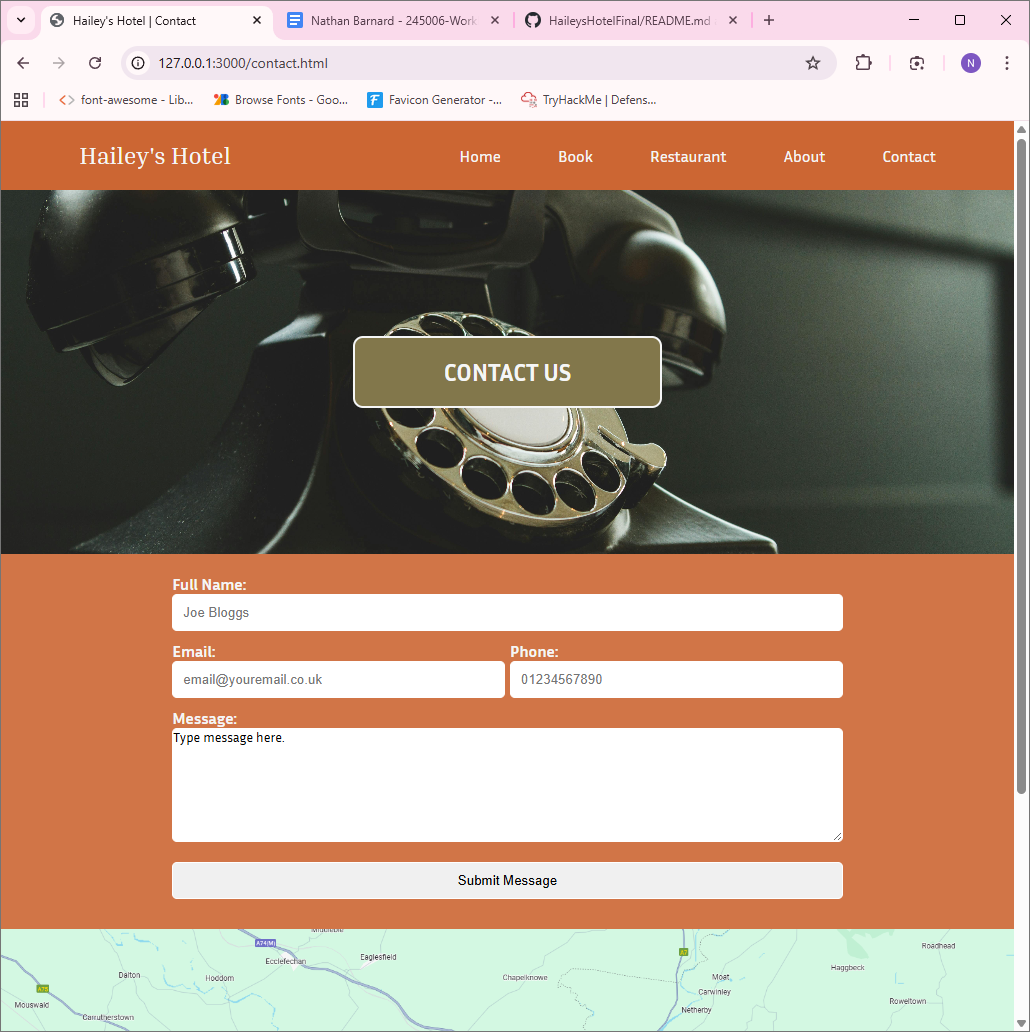 Hailey's Hotel | Contact
Nathan Barnard - 245006-Work
HaileysHotelFinal/README.md
127.0.0.1:3000/contact.html
N
font-awesome - Lib...
Browse Fonts - Goo...
Favicon Generator -...
TryHackMe | Defens...
Hailey's Hotel
Home
Book
Restaurant
About
Contact
CONTACT US
Full Name:
Joe Bloggs
Email:
Phone:
email@youremail.co.uk
01234567890
Message:
Type message here.
Submit Message
A74(M)
Ecclefechan
Eaglesfield
A7
Roadhead
Dalton
Hoddom
Chapelknowe
Moat
Haggbeck
A75
Carwinley
Mouswald
Netherby
Roweltown
Carrutherstown